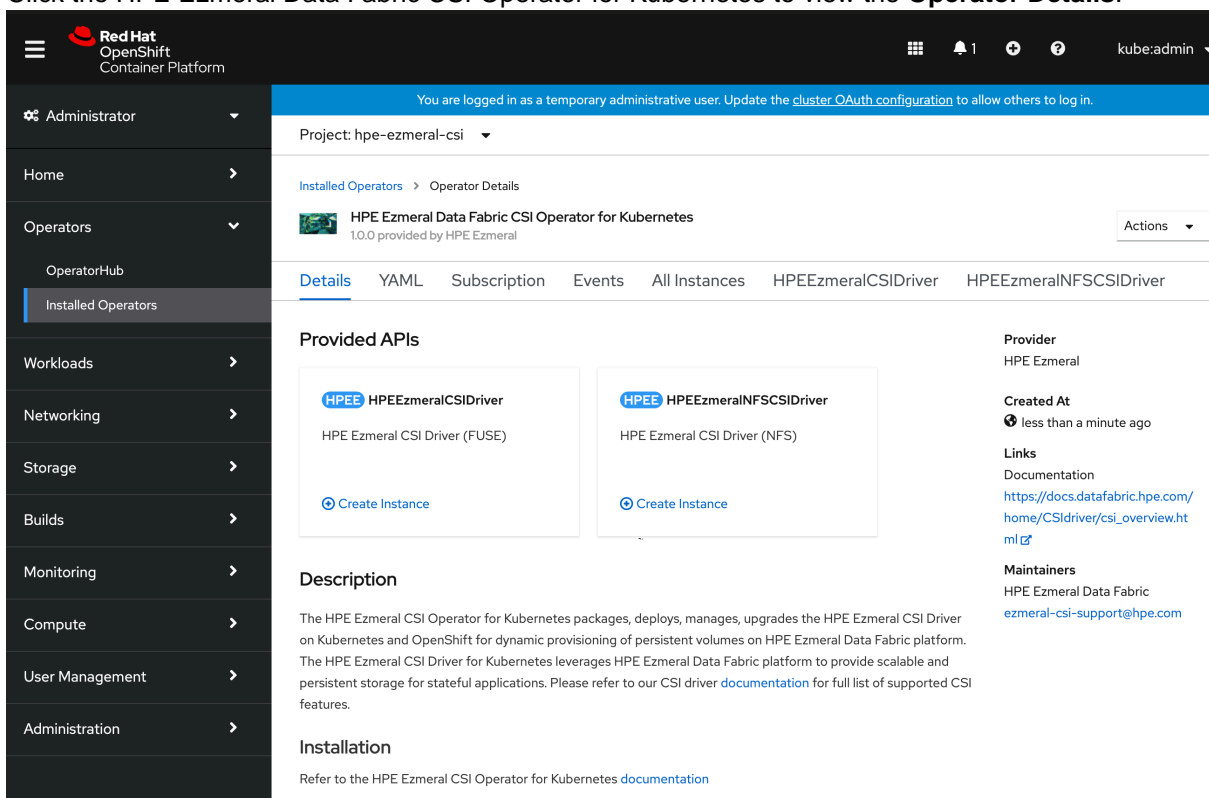 Click the HPE Ezmeral Data Fabric CSI Operator for Kubernetes to view the Operator Details.
Red Hat
OpenShift
Container Platform
1
kube:admin
Administrator
You are logged in as a temporary administrative user. Update the cluster OAuth configuration to allow others to log in.
Project: hpe-ezmeral-csi
Home
Operators
OperatorHub
Installed Operators
Workloads
Networking
Storage
Builds
Monitoring
Compute
User Management
Administration
Installed Operators > Operator Details
HPE Ezmeral Data Fabric CSI Operator for Kubernetes
1.0.0 provided by HPE Ezmeral
Actions
Details YAML Subscription Events All Instances HPEEzmeralCSIDriver HPEEzmeralNFSCSIDriver
Provided APIs
HPEE HPEEzmeralCSIDriver
HPE Ezmeral CSI Driver (FUSE)
Create Instance
HPEE HPEEzmeralNFSCSIDriver
HPE Ezmeral CSI Driver (NFS)
Create Instance
Description
The HPE Ezmeral CSI Operator for Kubernetes packages, deploys, manages, upgrades the HPE Ezmeral CSI Driver
on Kubernetes and OpenShift for dynamic provisioning of persistent volumes on HPE Ezmeral Data Fabric platform.
The HPE Ezmeral CSI Driver for Kubernetes leverages HPE Ezmeral Data Fabric platform to provide scalable and
persistent storage for stateful applications. Please refer to our CSI driver documentation for full list of supported CSI
features.
Installation
Refer to the HPE Ezmeral CSI Operator for Kubernetes documentation
Provider
HPE Ezmeral
Created At
less than a minute ago
Links
Documentation
https://docs.datafabric.hpe.com/
home/CSIdriver/csi_overview.ht
ml
Maintainers
HPE Ezmeral Data Fabric
ezmeral-csi-support@hpe.com